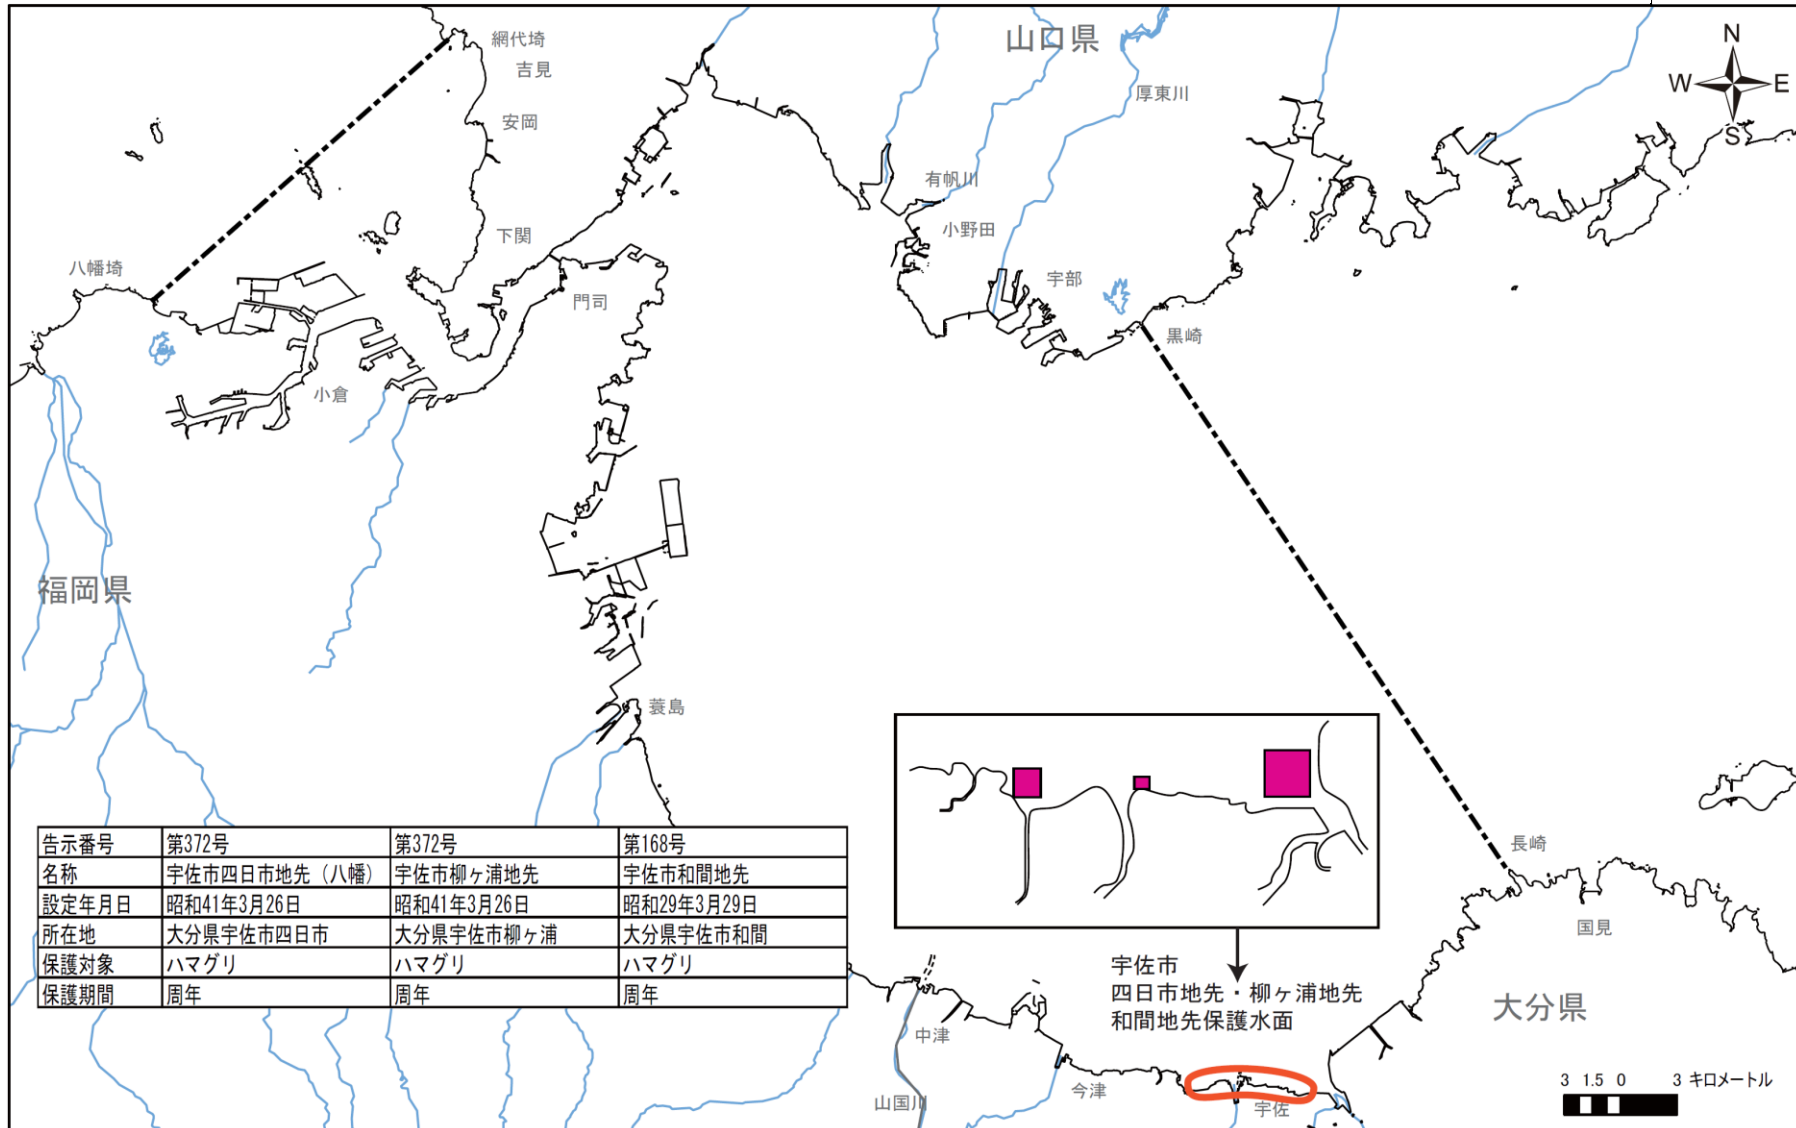 網代埼
吉見
安岡
下関
八幡埼
門司
小倉
福岡県
蓑島
山口県
厚東川
有帆川
小野田
宇部
黒崎
N
W
E
S
長崎
国見
大分県
宇佐市
四日市地先・柳ヶ浦地先
和間地先保護水面
中津
山国川
今津
宇佐
3 1.5 0 3 キロメートル
告示番号 第372号 第372号 第168号
名称 宇佐市四日市地先(八幡) 宇佐市柳ヶ浦地先 宇佐市和間地先
設定年月日 昭和41年3月26日 昭和41年3月26日 昭和29年3月29日
所在地 大分県宇佐市四日市 大分県宇佐市柳ヶ浦 大分県宇佐市和間
保護対象 ハマグリ ハマグリ ハマグリ
保護期間 周年 周年 周年